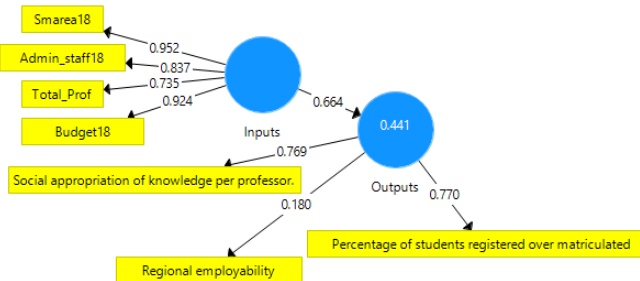 Smarea18
0.952
Admin_staff18
0.837
Total_Prof
0.735
0.924
Budget18
Inputs
0.664
0.441
Outputs
0.769
Social appropriation of knowledge per professor.
0.180
0.770
Percentage of students registered over matriculated
Regional employability